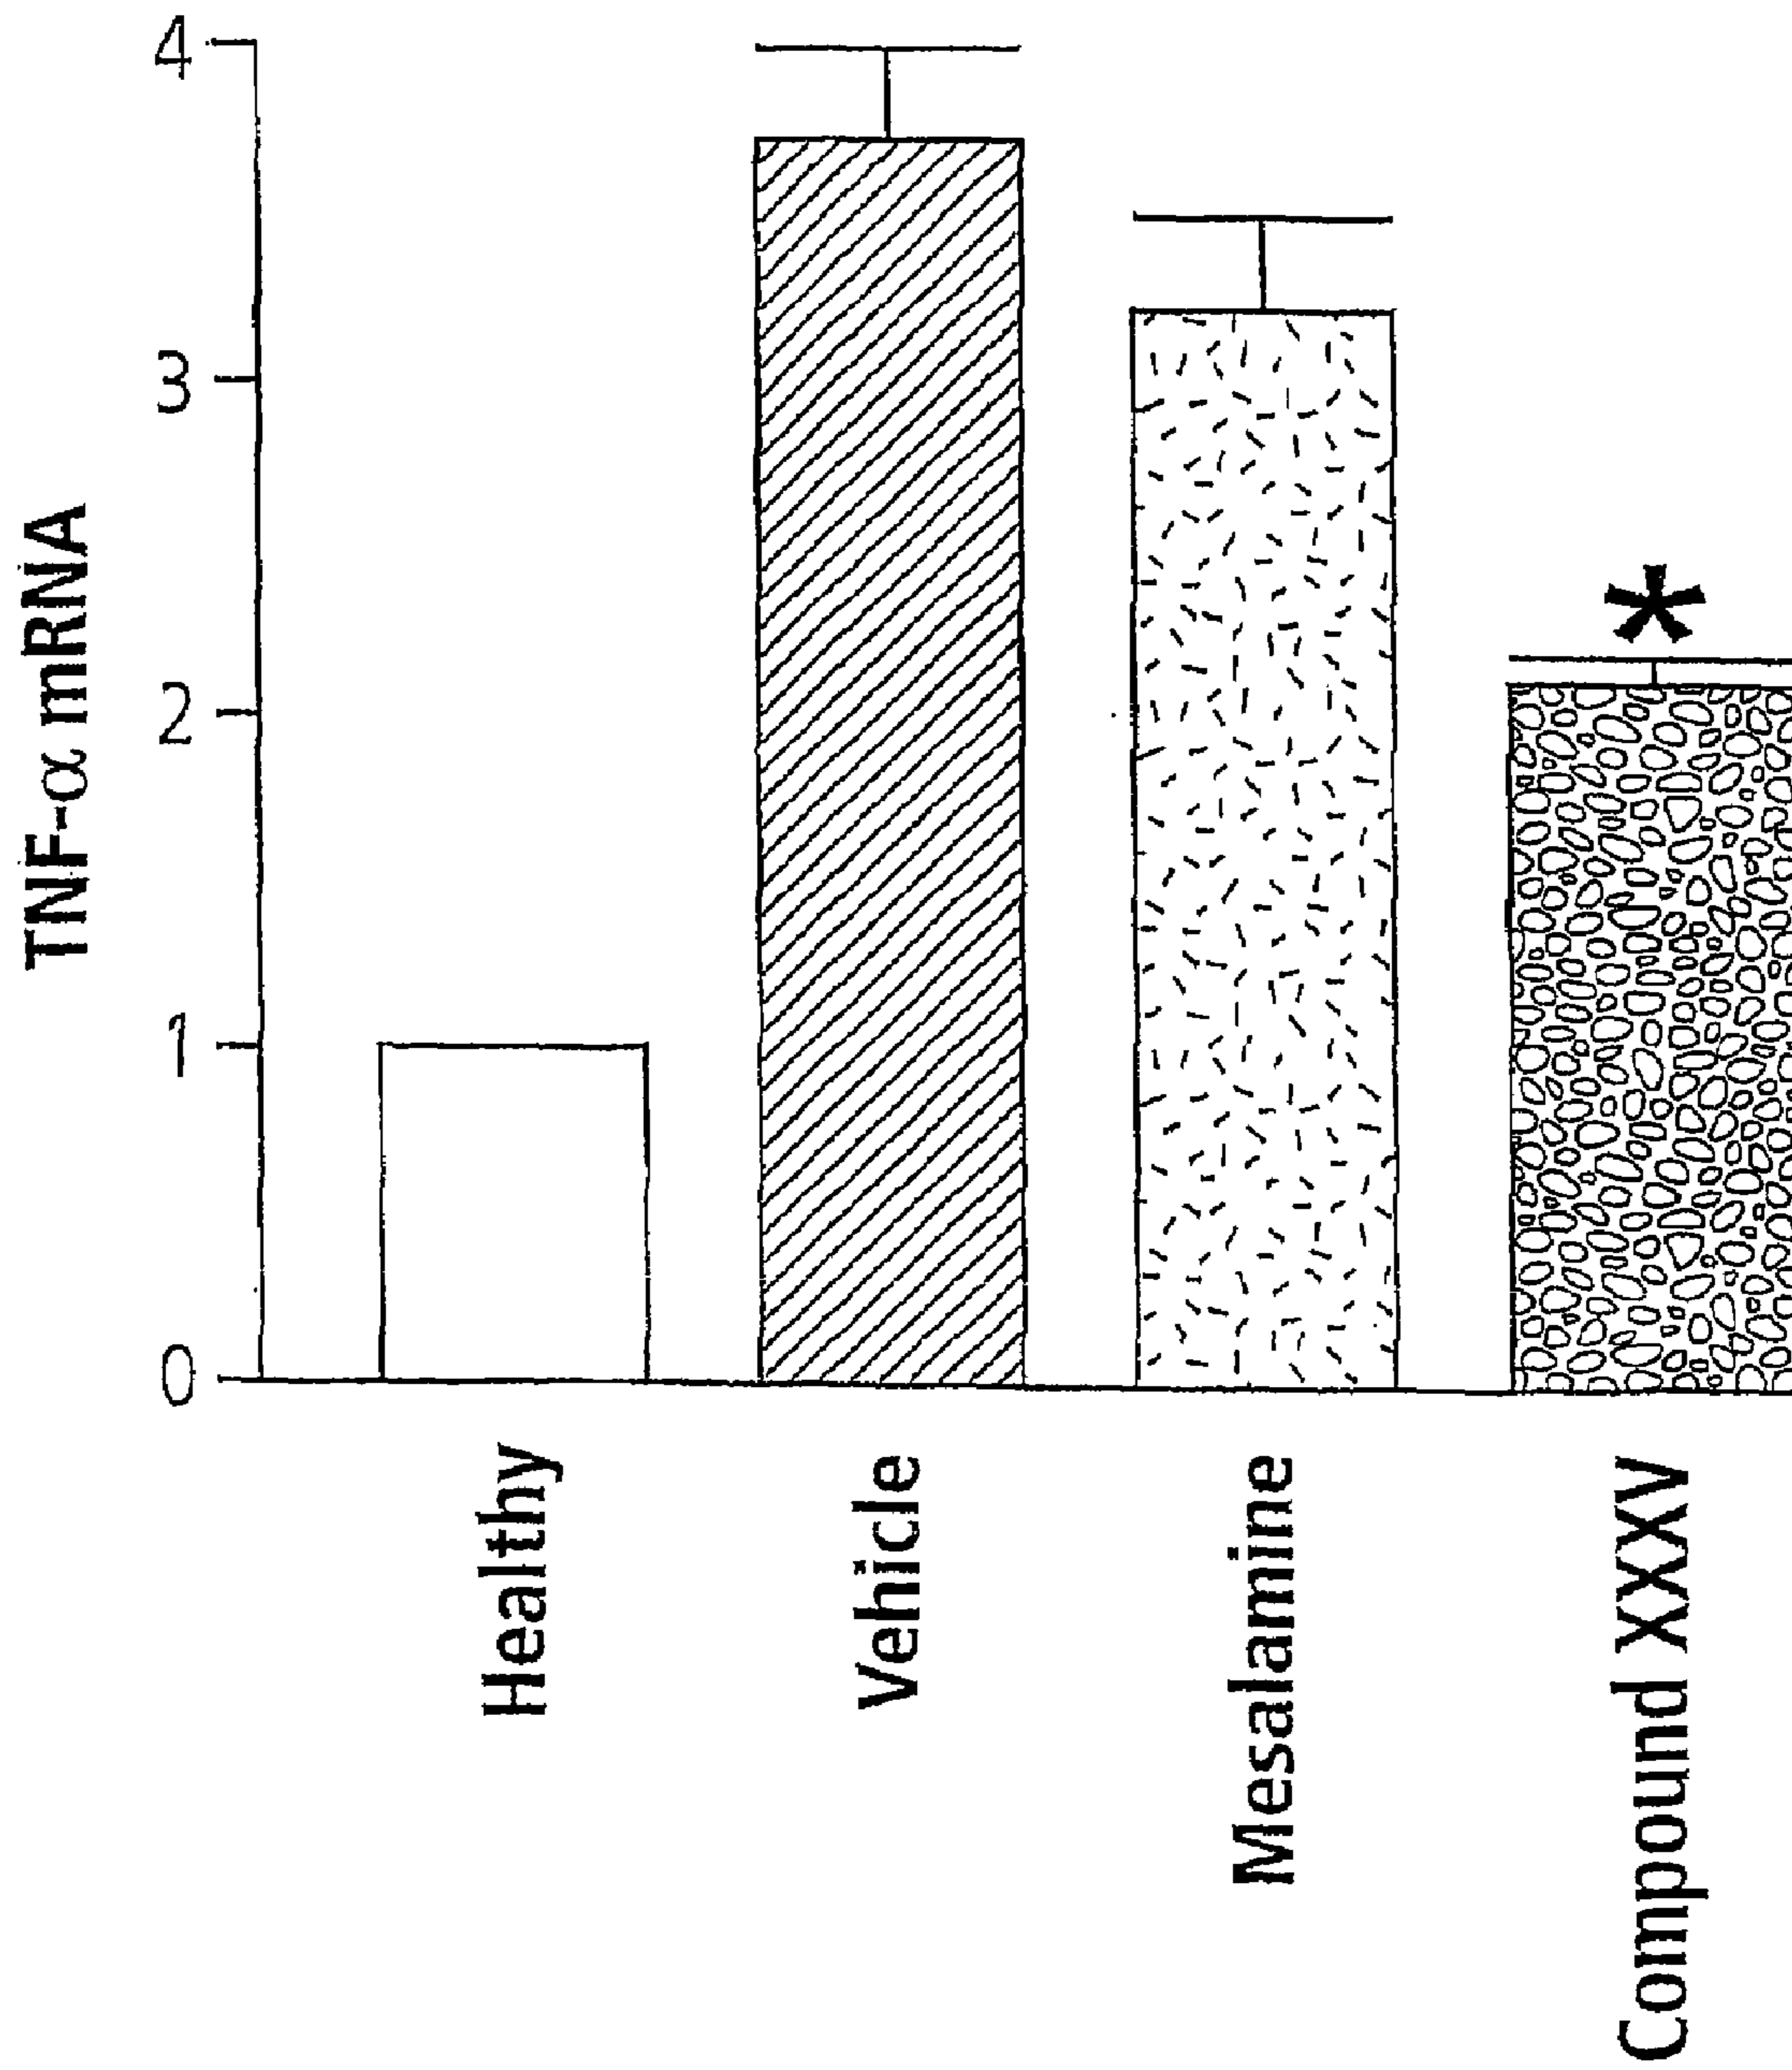 TNF-α mRNA
4
3
2
1
0
*
Healthy
Vehicle
Mesalamine
Compound XXXV